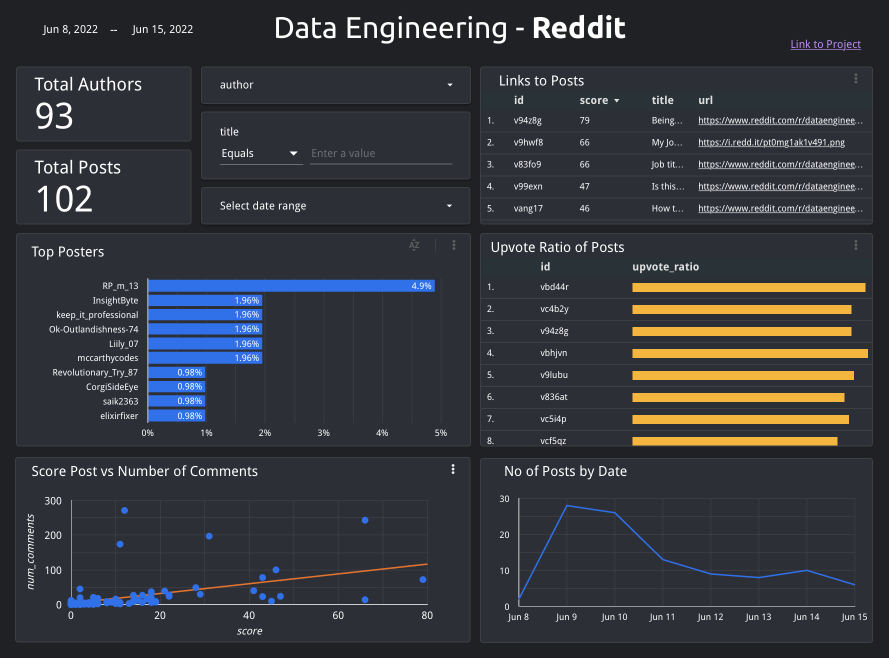 Jun 8, 2022 -- Jun 15, 2022
Data Engineering - Reddit
Link to Project
Total Authors
93
Total Posts
102
author
title
Equals Enter a value
Select date range
Links to Posts
id score title url
1. v94z8g 79 Being... https://www.reddit.com/r/dataenginee...
2. v9hwf8 66 My Jo... https://i.redd.it/pt0mg1ak1v491.png
3. v83fo9 66 Job tit... https://www.reddit.com/r/dataenginee...
4. v99exn 47 Is this... https://www.reddit.com/r/dataenginee...
5. vang17 46 How t... https://www.reddit.com/r/dataenginee...
Top Posters
RP_m_13 4.9%
InsightByte 1.96%
keep_it_professional 1.96%
Ok-Outlandishness-74 1.96%
Liily_07 1.96%
mccarthycodes 1.96%
Revolutionary_Try_87 0.98%
CorgiSideEye 0.98%
saik2363 0.98%
elixirfixer 0.98%
0% 1% 2% 3% 4% 5%
Upvote Ratio of Posts
id upvote_ratio
1. vbd44r
2. vc4b2y
3. v94z8g
4. vbhjvn
5. v9lubu
6. v836at
7. vc5i4p
8. vcf5qz
Score Post vs Number of Comments
num_comments
300
200
100
0
0 20 40 60 80
score
No of Posts by Date
30
20
10
0
Jun 8 Jun 9 Jun 10 Jun 11 Jun 12 Jun 13 Jun 14 Jun 15